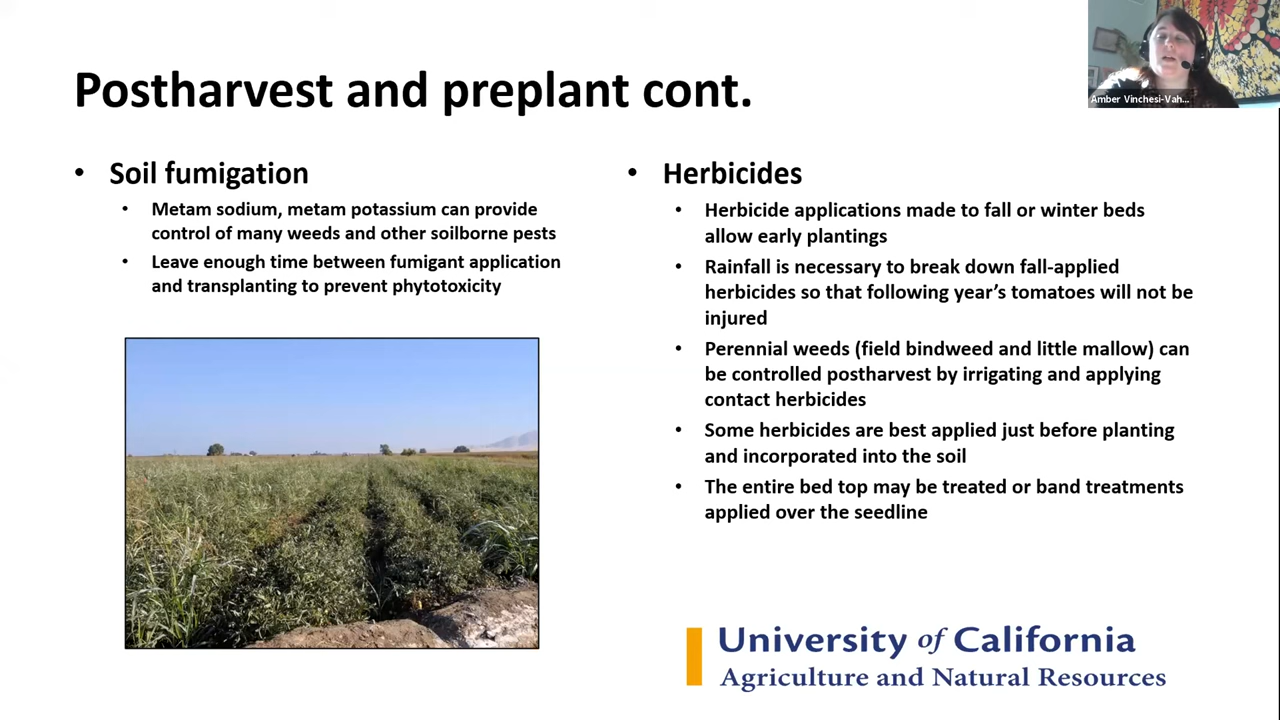 Amber Vinchesi-Vah...
Postharvest and preplant cont.
• Soil fumigation
• Metam sodium, metam potassium can provide
control of many weeds and other soilborne pests
• Leave enough time between fumigant application
and transplanting to prevent phytotoxicity
• Herbicides
• Herbicide applications made to fall or winter beds
allow early plantings
• Rainfall is necessary to break down fall-applied
herbicides so that following year’s tomatoes will not be
injured
• Perennial weeds (field bindweed and little mallow) can
be controlled postharvest by irrigating and applying
contact herbicides
• Some herbicides are best applied just before planting
and incorporated into the soil
• The entire bed top may be treated or band treatments
applied over the seedline
University of California
Agriculture and Natural Resources